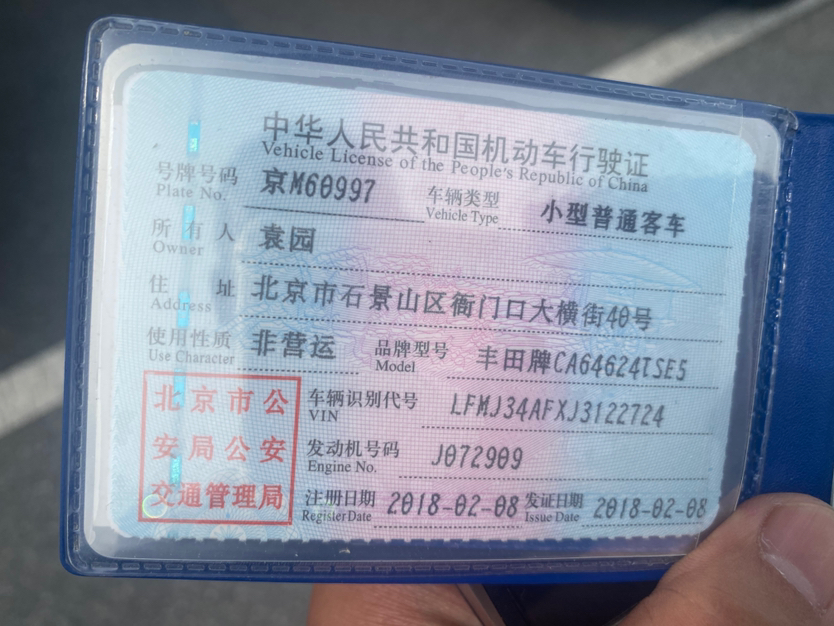 中华人民共和国机动车行驶证
Vehicle License of the People's Republic of China
号牌号码 京M60997 车辆类型 小型普通客车
Plate No. Vehicle Type
所有人 袁园
Owner
住址 北京市石景山区衙门口大横街40号
Address
使用性质 非营运 品牌型号 丰田牌CA64624TSE5
Use Character Model
北京市公 车辆识别代号 LFMJ34AFXJ3122724
VIN
安局公安 发动机号码 J072909
Engine No.
交通管理局 注册日期 2018-02-08 发证日期 2018-02-08
Register Date Issue Date